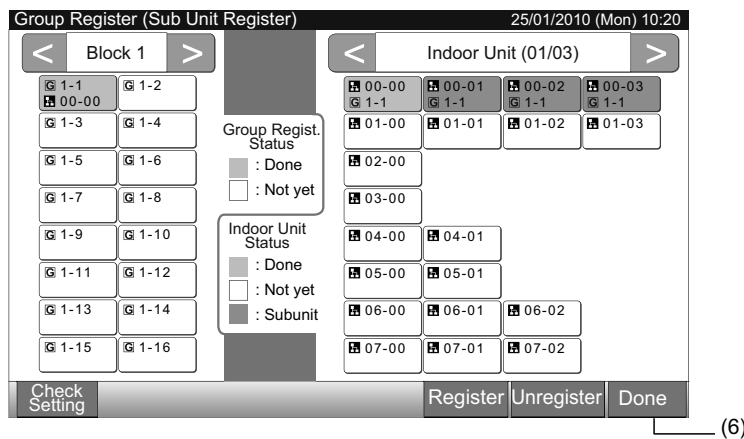 Group Register (Sub Unit Register) 25/01/2010 (Mon) 10:20
< Block 1 >
< Indoor Unit (01/03) >
G 1-1
00-00
G 1-2
G 1-3
G 1-4
G 1-5
G 1-6
G 1-7
G 1-8
G 1-9
G 1-10
G 1-11
G 1-12
G 1-13
G 1-14
G 1-15
G 1-16
Group Regist.
Status
: Done
: Not yet
Indoor Unit
Status
: Done
: Not yet
: Subunit
00-00 00-01 00-02 00-03
G 1-1 G 1-1 G 1-1 G 1-1
01-00 01-01 01-02 01-03
02-00
03-00
04-00 04-01
05-00 05-01
06-00 06-01 06-02
07-00 07-01 07-02
Check
Setting
Register Unregister Done
(6)